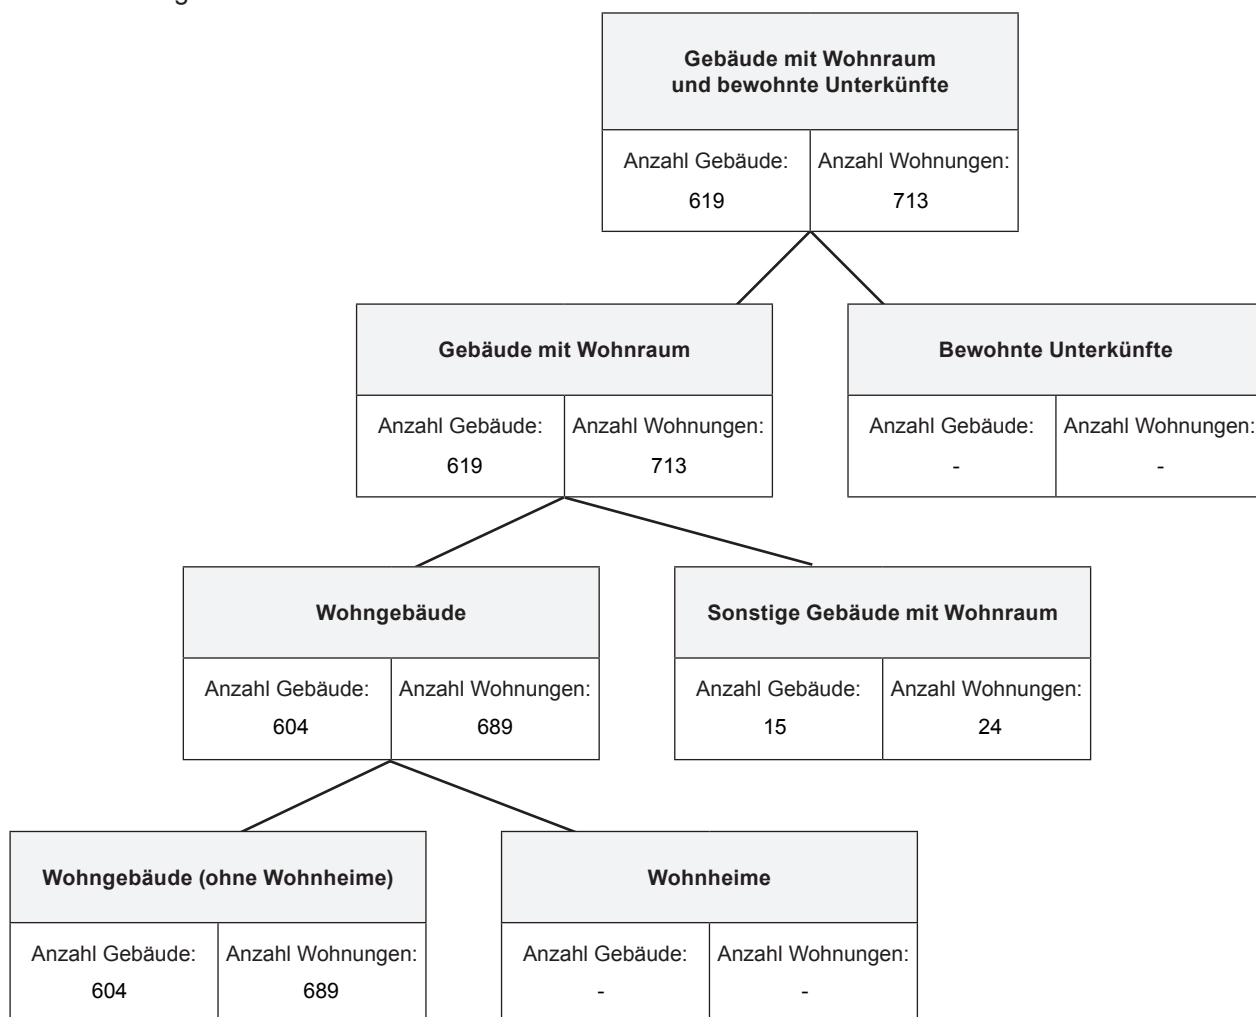 Gebäude mit Wohnraum
und bewohnte Unterkünfte
Anzahl Gebäude: Anzahl Wohnungen:
619 713
Gebäude mit Wohnraum
Anzahl Gebäude: Anzahl Wohnungen:
619 713
Bewohnte Unterkünfte
Anzahl Gebäude: Anzahl Wohnungen:
- -
Wohngebäude
Anzahl Gebäude: Anzahl Wohnungen:
604 689
Sonstige Gebäude mit Wohnraum
Anzahl Gebäude: Anzahl Wohnungen:
15 24
Wohngebäude (ohne Wohnheime)
Anzahl Gebäude: Anzahl Wohnungen:
604 689
Wohnheime
Anzahl Gebäude: Anzahl Wohnungen:
- -